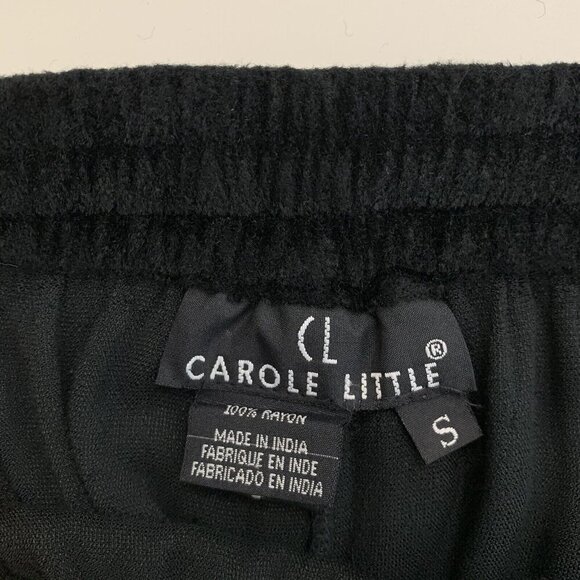 CL
CAROLE LITTLE®
S
100% RAYON
MADE IN INDIA
FABRIQUE EN INDE
FABRICADO EN INDIA